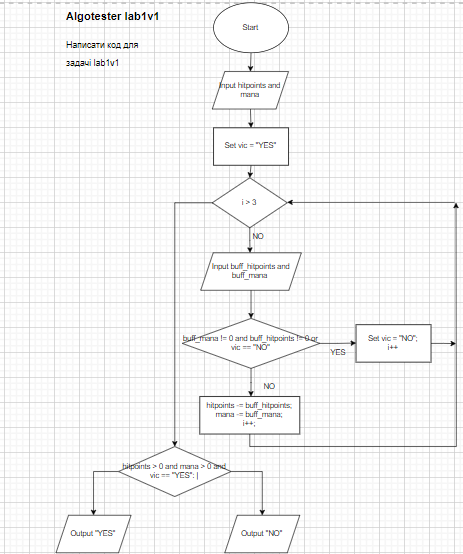 Algotester lab1v1
Написати код для
задачі lab1v1
Start
Input hitpoints and
mana
Set vic = "YES"
i > 3
NO
Input buff_hitpoints and
buff_mana
buff_mana != 0 and buff_hitpoints != 0 or
vic == "NO"
YES
Set vic = "NO";
i++
NO
hitpoints -= buff_hitpoints;
mana -= buff_mana;
i++;
hitpoints > 0 and mana > 0 and
vic == "YES": |
Output "YES"
Output "NO"